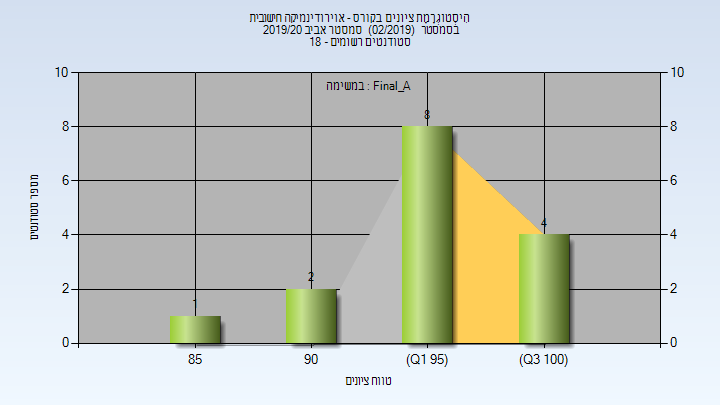 היסטוגרמת ציונים בקורס - אוירודינמיקה חישובית
בסמסטר (02/2019) סמסטר אביב 2019/20
סטודנטים רשומים - 18
במשימה : Final_A
10
8
6
4
2
0
10
8
6
4
2
0
1
2
8
4
85
90
(Q1 95)
(Q3 100)
מספר סטודנטים
טווח ציונים